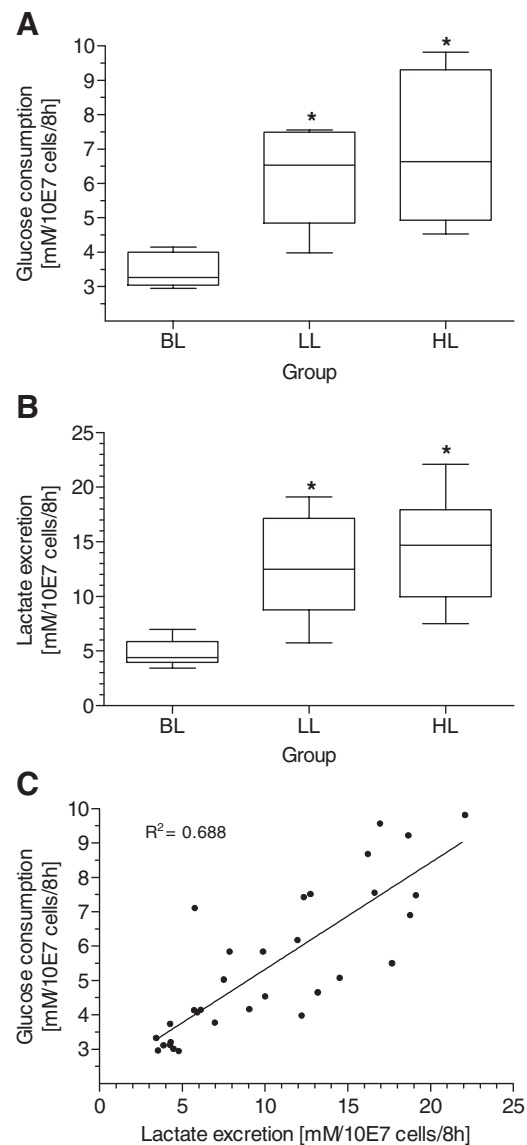 A
Glucose consumption
[mM/10E7 cells/8h]
10
9
8
7
6
5
4
3
*
*
BL
LL
HL
Group
B
Lactate excretion
[mM/10E7 cells/8h]
25
20
15
10
5
0
*
*
BL
LL
HL
Group
C
Glucose consumption
[mM/10E7 cells/8h]
10
9
8
7
6
5
4
3
R²= 0.688
0
5
10
15
20
25
Lactate excretion [mM/10E7 cells/8h]